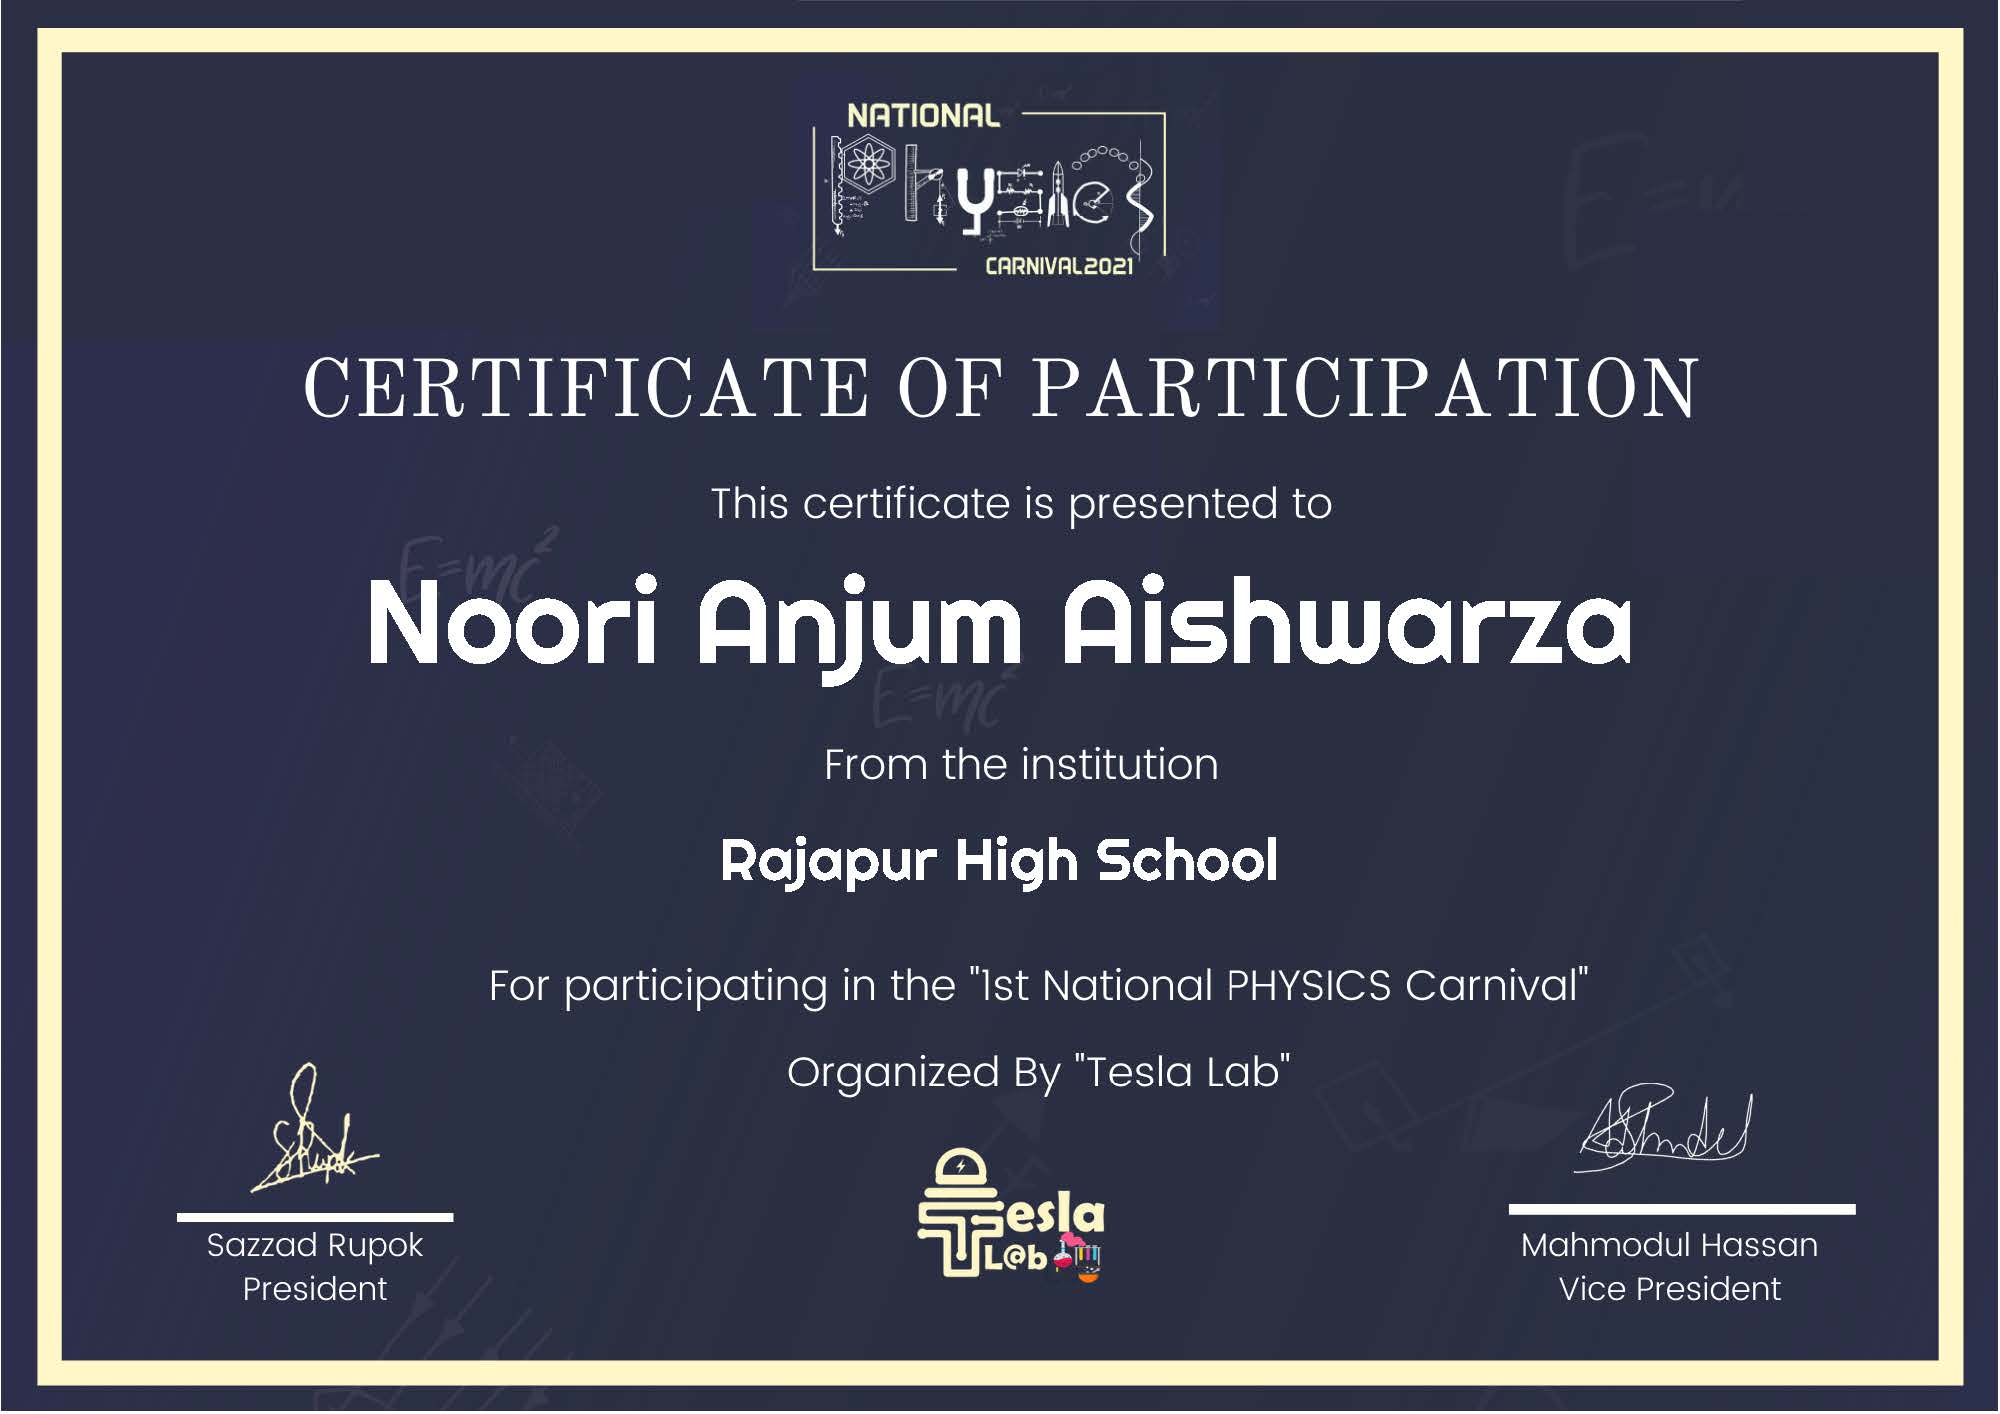 NATIONAL
Physics
CARNIVAL2021
CERTIFICATE OF PARTICIPATION
This certificate is presented to
E=mc²
Noori Anjum Aishwarza
E=mc²
From the institution
Rajapur High School
For participating in the "1st National PHYSICS Carnival"
Organized By "Tesla Lab"
Tesla
L@b
Sazzad Rupok
President
Mahmodul Hassan
Vice President